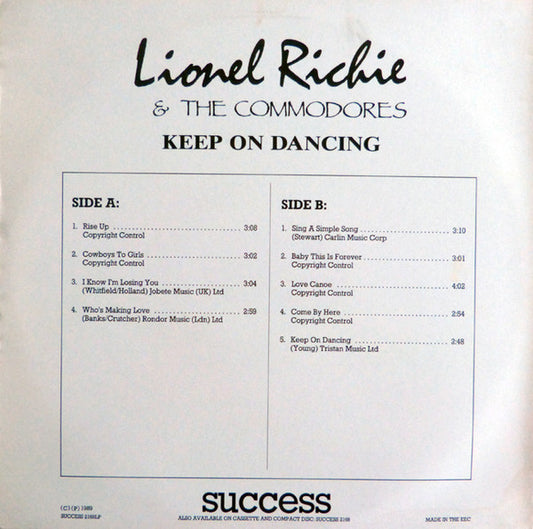 Lionel Richie
& THE COMMODORES
KEEP ON DANCING
SIDE A:
1. Rise Up ........................................ 3:08
Copyright Control
2. Cowboys To Girls ........................................ 3:02
Copyright Control
3. I Know I'm Losing You ........................................ 3:04
(Whitfield/Holland) Jobete Music (UK) Ltd
4. Who's Making Love ........................................ 2:59
(Banks/Crutcher) Rondor Music (Ldn) Ltd
SIDE B:
1. Sing A Simple Song ........................................ 3:10
(Stewart) Carlin Music Corp
2. Baby This Is Forever ........................................ 3:01
Copyright Control
3. Love Canoe ........................................ 4:02
Copyright Control
4. Come By Here ........................................ 2:54
Copyright Control
5. Keep On Dancing ........................................ 2:48
(Young) Tristan Music Ltd
(C) (P) 1989
SUCCESS 2168LP
success
ALSO AVAILABLE ON CASSETTE AND COMPACT DISC: SUCCESS 2168
MADE IN THE EEC